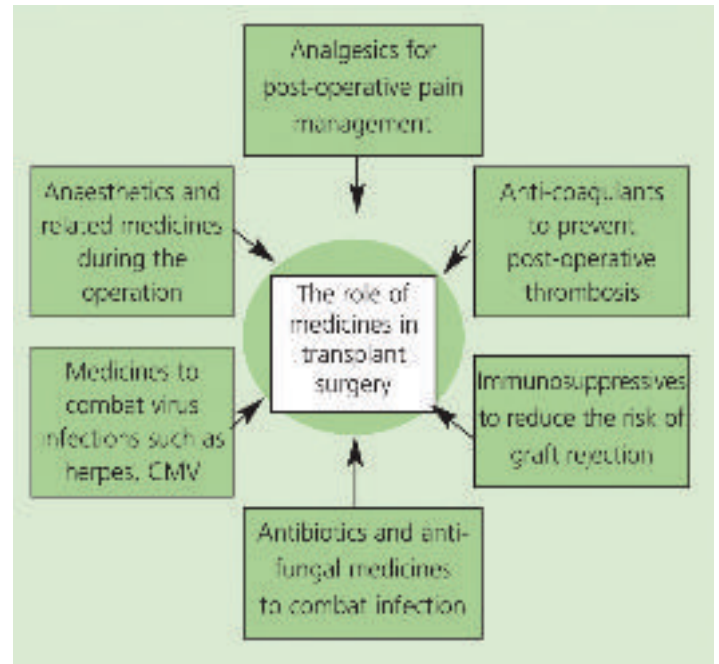 Analgesics for
post-operative pain
management
Anaesthetics and
related medicines
during the
operation
Anti-coagulants
to prevent
post-operative
thrombosis
The role of
medicines in
transplant
surgery
Medicines to
combat virus
infections such as
herpes, CMV
Immunosuppressives
to reduce the risk of
graft rejection
Antibiotics and anti-
fungal medicines
to combat infection